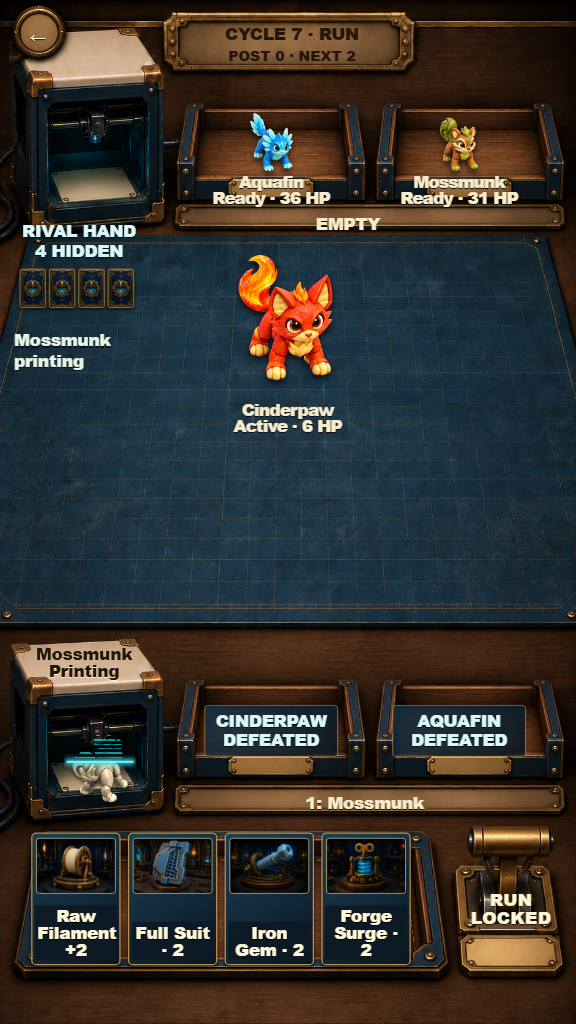 ←
CYCLE 7 · RUN
POST 0 · NEXT 2
Aquafin
Ready · 36 HP
Mossmunk
Ready · 31 HP
EMPTY
RIVAL HAND
4 HIDDEN
Mossmunk
printing
Cinderpaw
Active · 6 HP
Mossmunk
Printing
CINDERPAW
DEFEATED
AQUAFIN
DEFEATED
1: Mossmunk
Raw
Filament
+2
Full Suit
· 2
Iron
Gem · 2
Forge
Surge ·
2
RUN
LOCKED